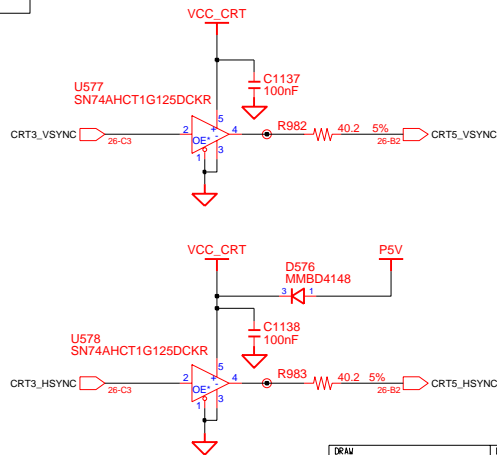 VCC_CRT
U577
SN74AHCT1G125DCKR
C1137
100nF
5
CRT3_VSYNC
26-C3
2
+
-
OE*
4
1
3
R982
40.2 5%
26-B2
CRT5_VSYNC
VCC_CRT
D576
MMBD4148
P5V
3
1
U578
SN74AHCT1G125DCKR
C1138
100nF
5
CRT3_HSYNC
26-C3
2
+
-
OE*
4
1
3
R983
40.2 5%
26-B2
CRT5_HSYNC
DRAW